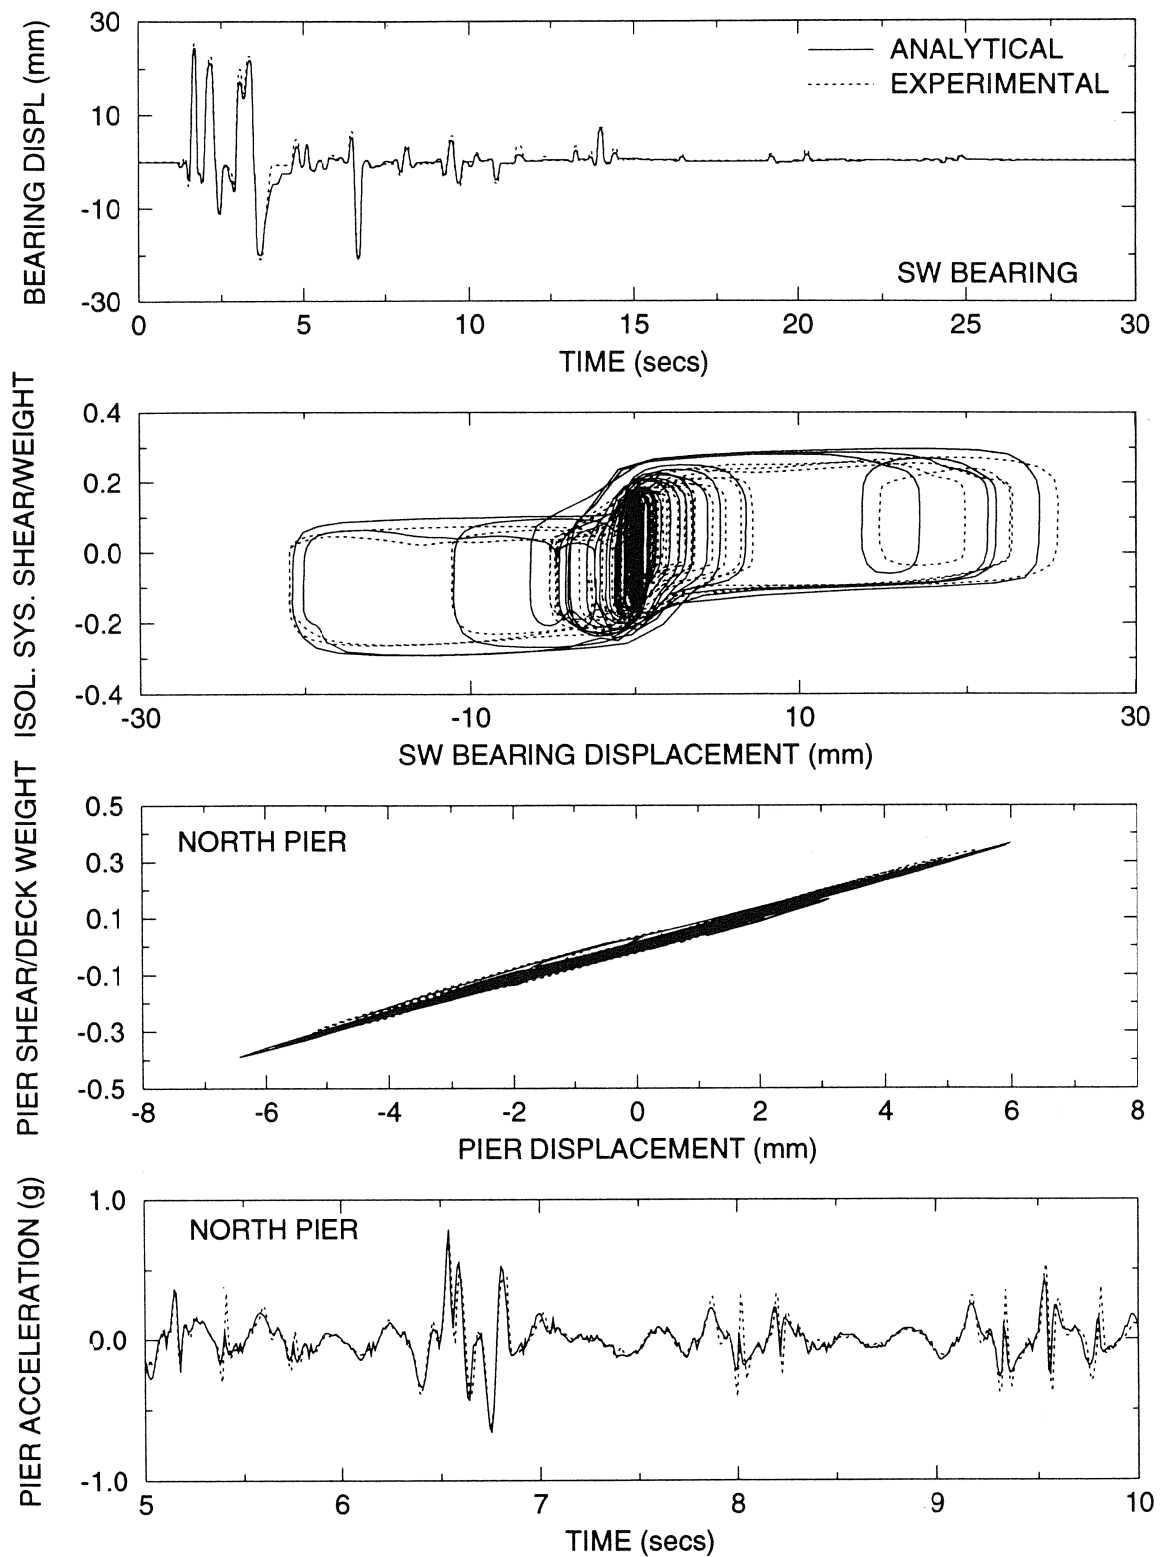 BEARING DISPL (mm)
30
10
-10
-30
ANALYTICAL
EXPERIMENTAL
SW BEARING
0 5 10 15 20 25 30
TIME (secs)
ISOL. SYS. SHEAR/WEIGHT
0.4
0.2
0.0
-0.2
-0.4
-30 -10 10 30
SW BEARING DISPLACEMENT (mm)
PIER SHEAR/DECK WEIGHT
0.5
0.3
0.1
-0.1
-0.3
-0.5
NORTH PIER
-8 -6 -4 -2 0 2 4 6 8
PIER DISPLACEMENT (mm)
PIER ACCELERATION (g)
1.0
0.0
-1.0
NORTH PIER
5 6 7 8 9 10
TIME (secs)